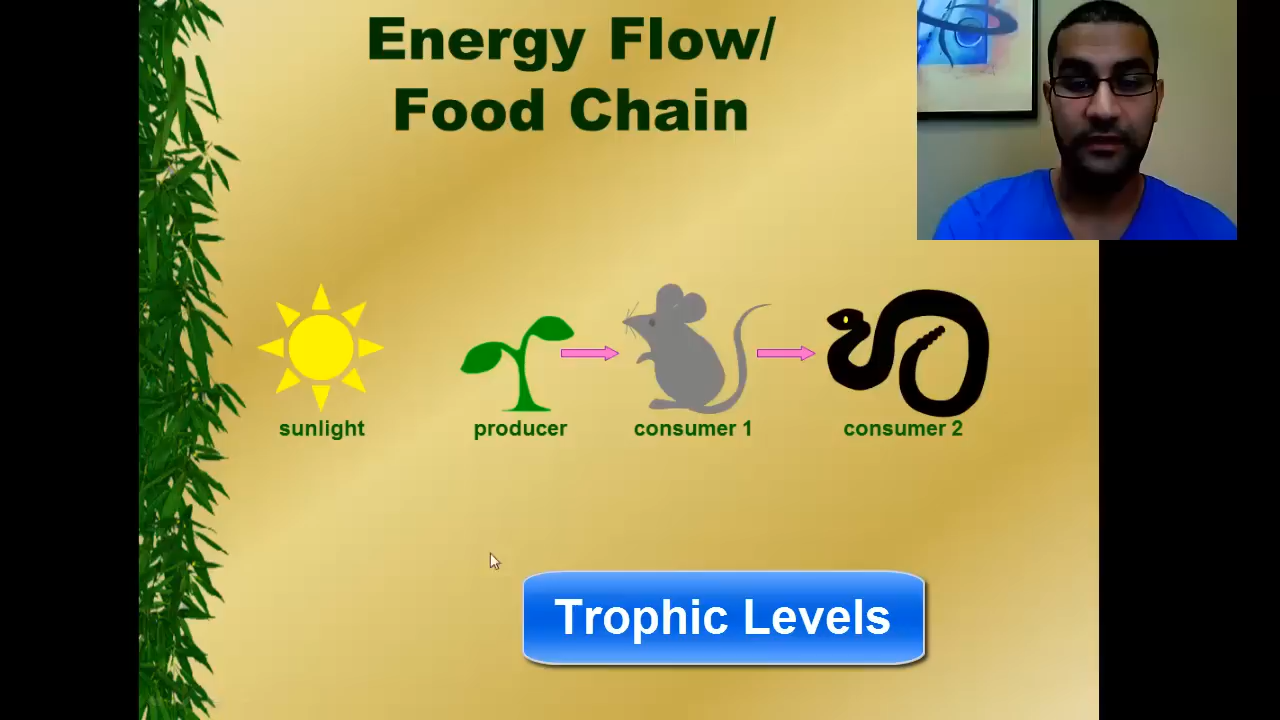 Energy Flow/
Food Chain
sunlight
producer
consumer 1
consumer 2
Trophic Levels